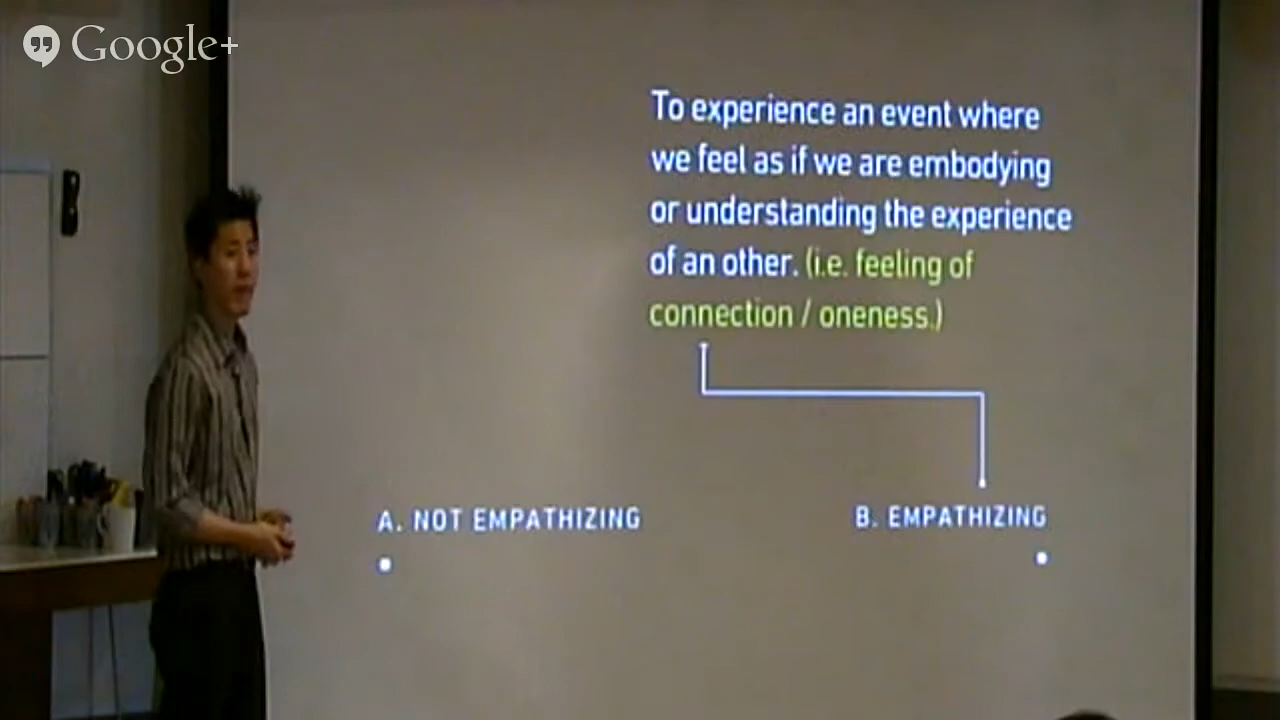 Google+
To experience an event where
we feel as if we are embodying
or understanding the experience
of an other. (i.e. feeling of
connection / oneness.)
A. NOT EMPATHIZING
B. EMPATHIZING